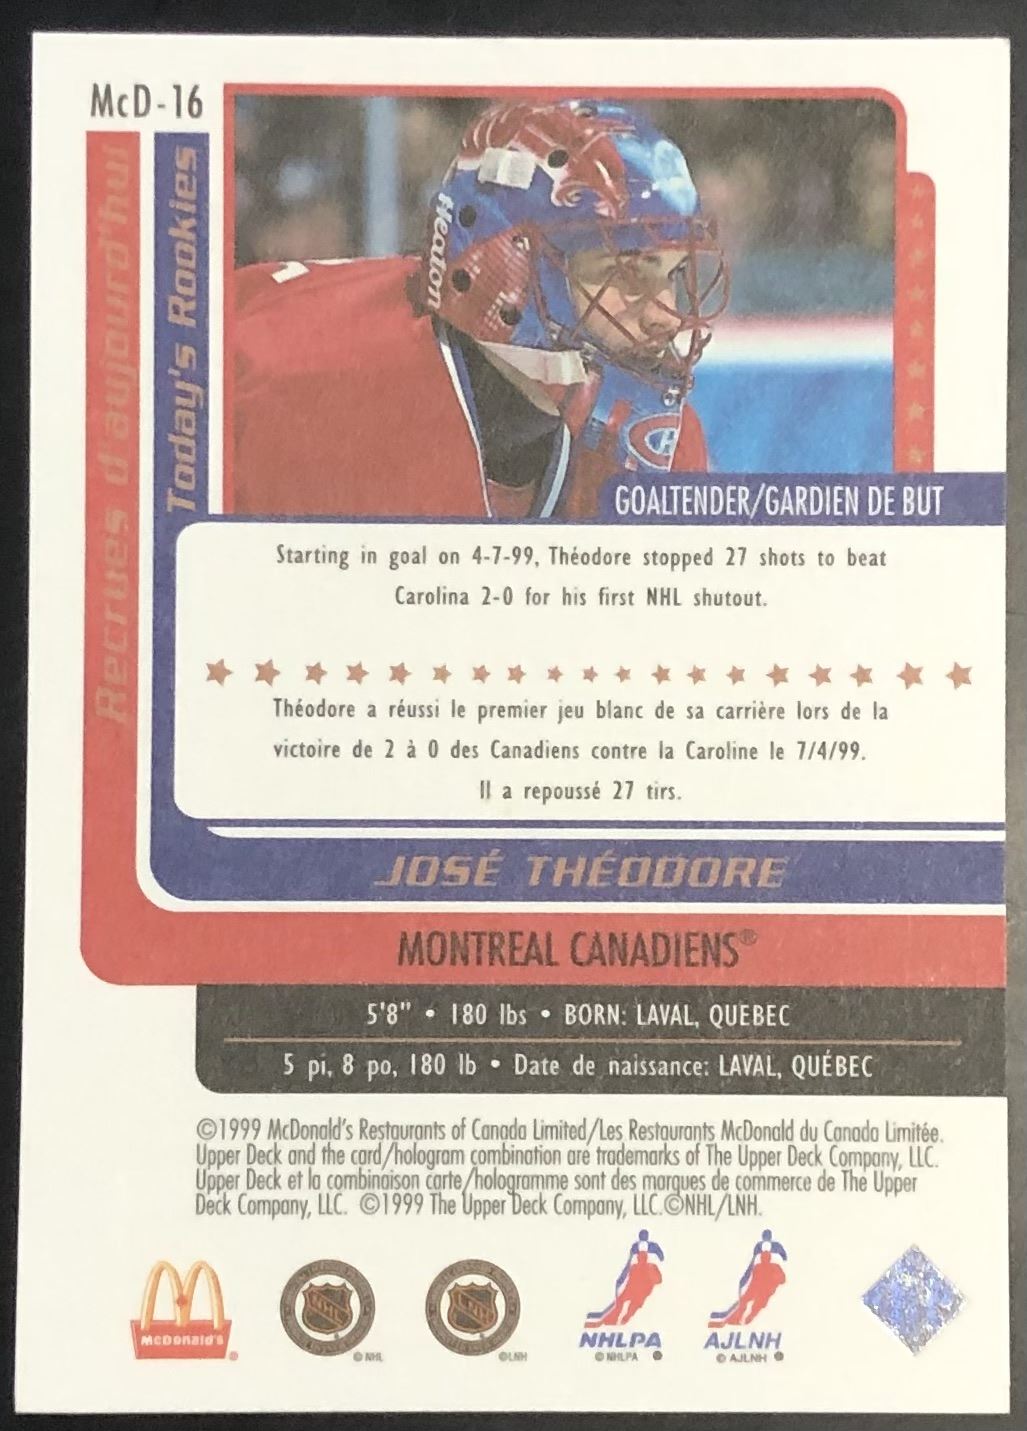 McD-16
Recrues d'aujourd'hui
Today's Rookies
Heaton
GOALTENDER/GARDIEN DE BUT
Starting in goal on 4-7-99, Théodore stopped 27 shots to beat
Carolina 2-0 for his first NHL shutout.
Théodore a réussi le premier jeu blanc de sa carrière lors de la
victoire de 2 à 0 des Canadiens contre la Caroline le 7/4/99.
Il a repoussé 27 tirs.
JOSÉ THÉODORE
MONTREAL CANADIENS®
5'8" • 180 lbs • BORN: LAVAL, QUEBEC
5 pi, 8 po, 180 lb • Date de naissance: LAVAL, QUÉBEC
©1999 McDonald's Restaurants of Canada Limited/Les Restaurants McDonald du Canada Limitée.
Upper Deck and the card/hologram combination are trademarks of The Upper Deck Company, LLC.
Upper Deck et la combinaison carte/hologramme sont des marques de commerce de The Upper
Deck Company, LLC. ©1999 The Upper Deck Company, LLC.©NHL/LNH.
McDonald's®
NHL
© NHL
LNH
©LNH
NHLPA
© NHLPA
AJLNH
© AJLNH